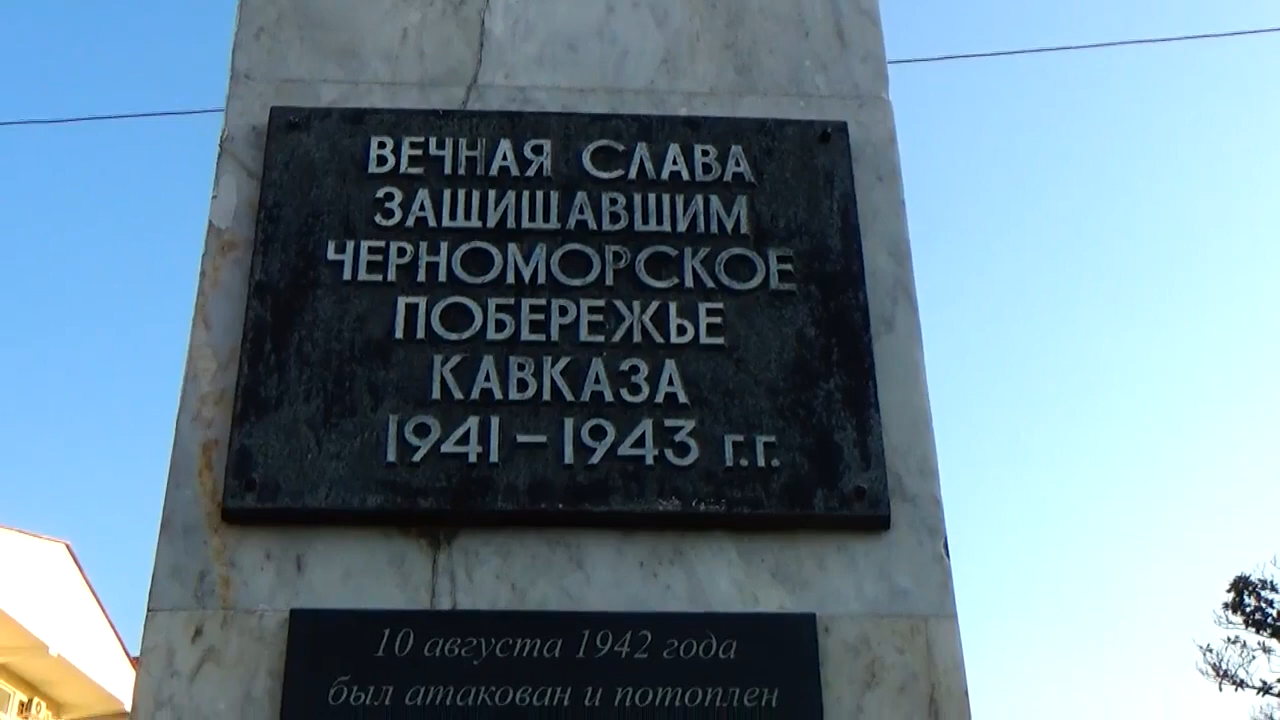 ВЕЧНАЯ СЛАВА
ЗАЩИЩАВШИМ
ЧЕРНОМОРСКОЕ
ПОБЕРЕЖЬЕ
КАВКАЗА
1941-1943 г.г.
10 августа 1942 года
был атакован и потоплен